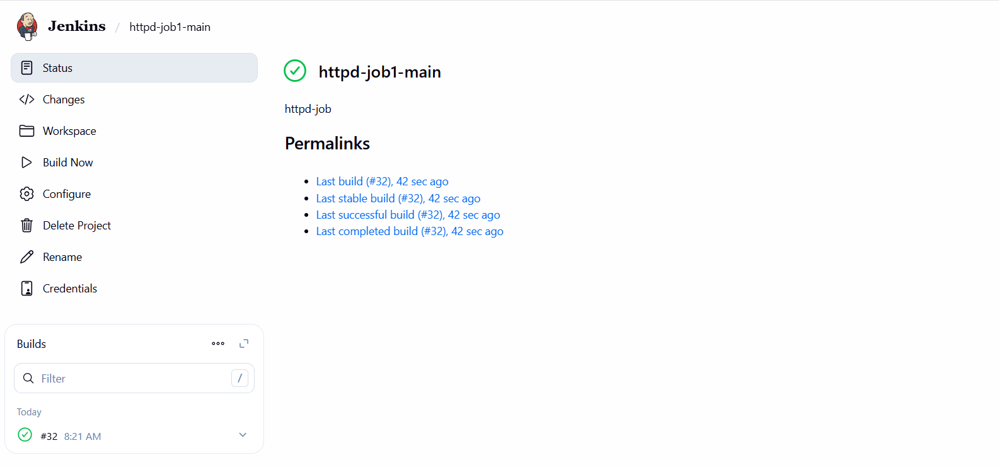 Jenkins / httpd-job1-main
Status
Changes
Workspace
Build Now
Configure
Delete Project
Rename
Credentials
Builds
Filter /
Today
#32 8:21 AM
httpd-job1-main
httpd-job
Permalinks
Last build (#32), 42 sec ago
Last stable build (#32), 42 sec ago
Last successful build (#32), 42 sec ago
Last completed build (#32), 42 sec ago